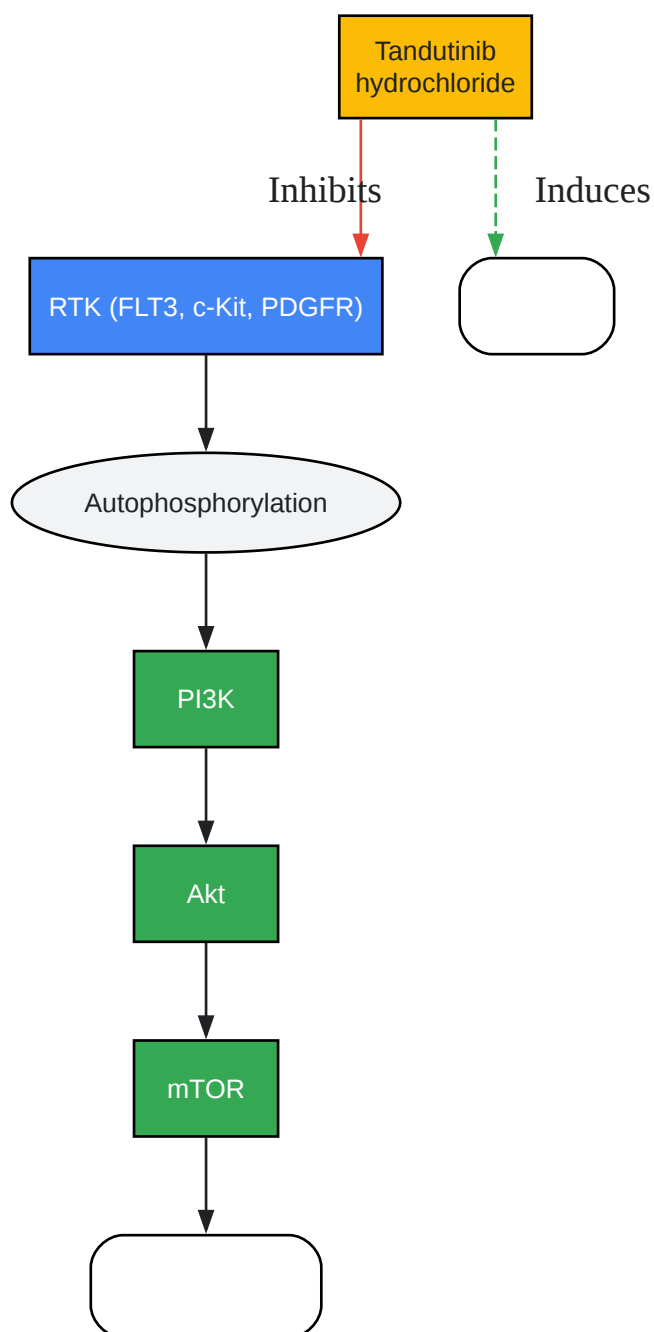 Tandutinib
hydrochloride
Inhibits
Induces
RTK (FLT3, c-Kit, PDGFR)
Autophosphorylation
PI3K
Akt
mTOR